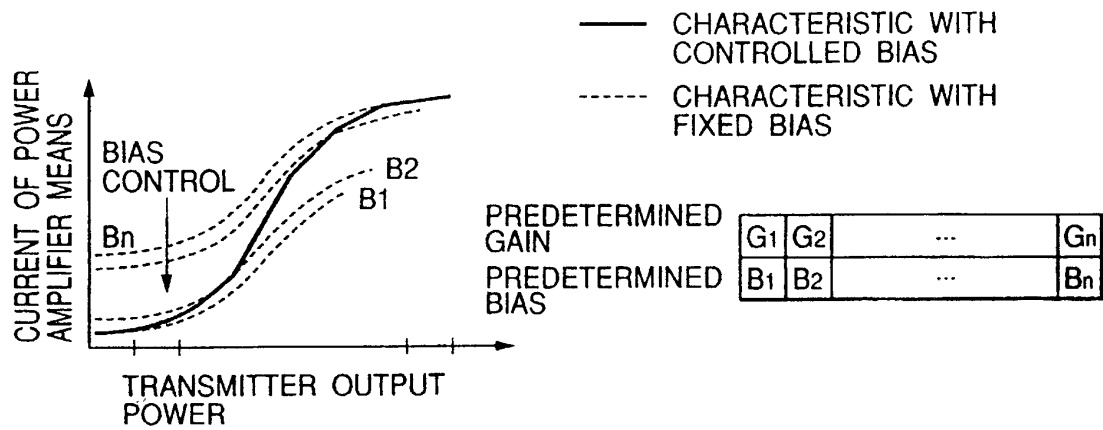 CHARACTERISTIC WITH
CONTROLLED BIAS
CHARACTERISTIC WITH
FIXED BIAS
CURRENT OF POWER
AMPLIFIER MEANS
BIAS
CONTROL
Bn
B2
B1
TRANSMITTER OUTPUT
POWER
PREDETERMINED
GAIN
G1 G2 ... Gn
PREDETERMINED
BIAS
B1 B2 ... Bn